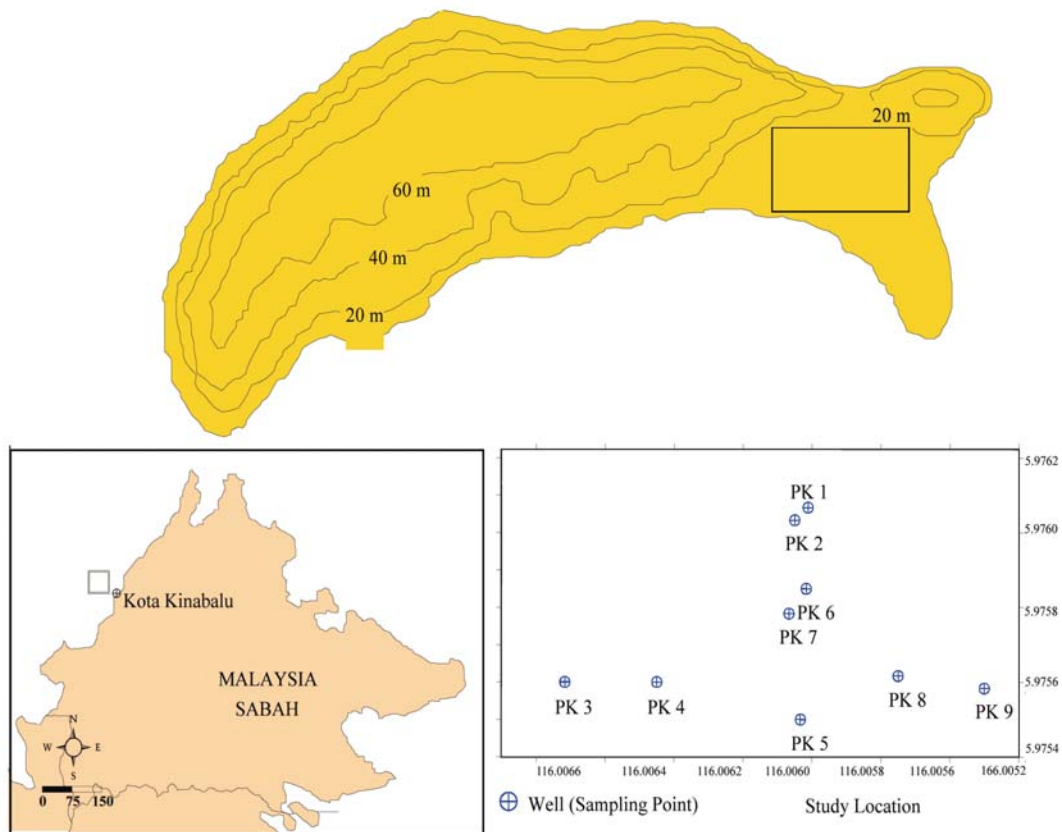 20 m
60 m
40 m
20 m
Kota Kinabalu
MALAYSIA
SABAH
N
W E
S
0 75 150
5.9762
PK 1
5.9760
PK 2
PK 6
5.9758
PK 7
5.9756
PK 3
PK 4
PK 8
PK 9
PK 5
5.9754
116.0066 116.0064 116.0062 116.0060 116.0058 116.0056 166.0052
Well (Sampling Point) Study Location